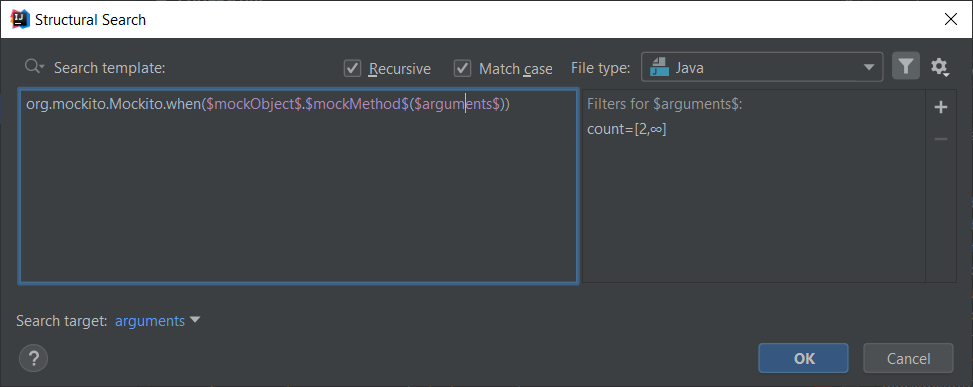 IJ Structural Search
Search template: Recursive Match case File type: Java
org.mockito.Mockito.when($mockObject$.$mockMethod$($arguments$))
Filters for $arguments$:
count=[2,∞]
Search target: arguments
? OK Cancel